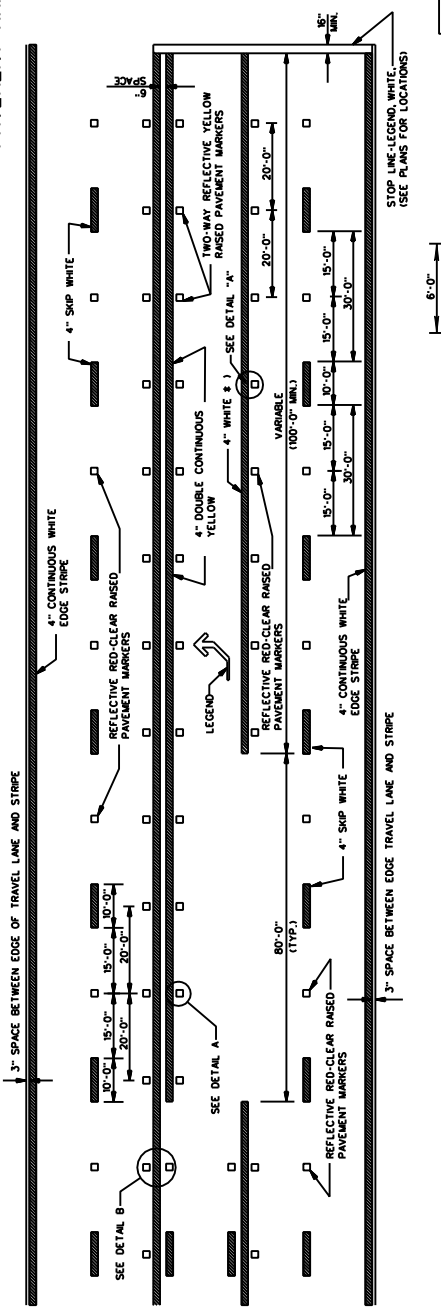 3" SPACE BETWEEN EDGE OF TRAVEL LANE AND STRIPE
4" CONTINUOUS WHITE
EDGE STRIPE
4" SKIP WHITE
10'-0"
15'-0"
15'-0"
10'-0"
20'-0"
20'-0"
REFLECTIVE RED-CLEAR RAISED
PAVEMENT MARKERS
6"
SPACE
SEE DETAIL B
SEE DETAIL A
LEGEND
4" DOUBLE CONTINUOUS
YELLOW
TWO-WAY REFLECTIVE YELLOW
RAISED PAVEMENT MARKERS
4" WHITE * )
SEE DETAIL "A"
REFLECTIVE RED-CLEAR RAISED
PAVEMENT MARKERS
20'-0"
20'-0"
80'-0"
(TYP.)
VARIABLE
(100'-0" MIN.)
REFLECTIVE RED-CLEAR RAISED
PAVEMENT MARKERS
4" SKIP WHITE
15'-0"
15'-0"
10'-0"
15'-0"
15'-0"
30'-0"
30'-0"
4" CONTINUOUS WHITE
EDGE STRIPE
3" SPACE BETWEEN EDGE TRAVEL LANE AND STRIPE
16"
MIN.
STOP LINE-LEGEND, WHITE,
(SEE PLANS FOR LOCATIONS)
6'-0"